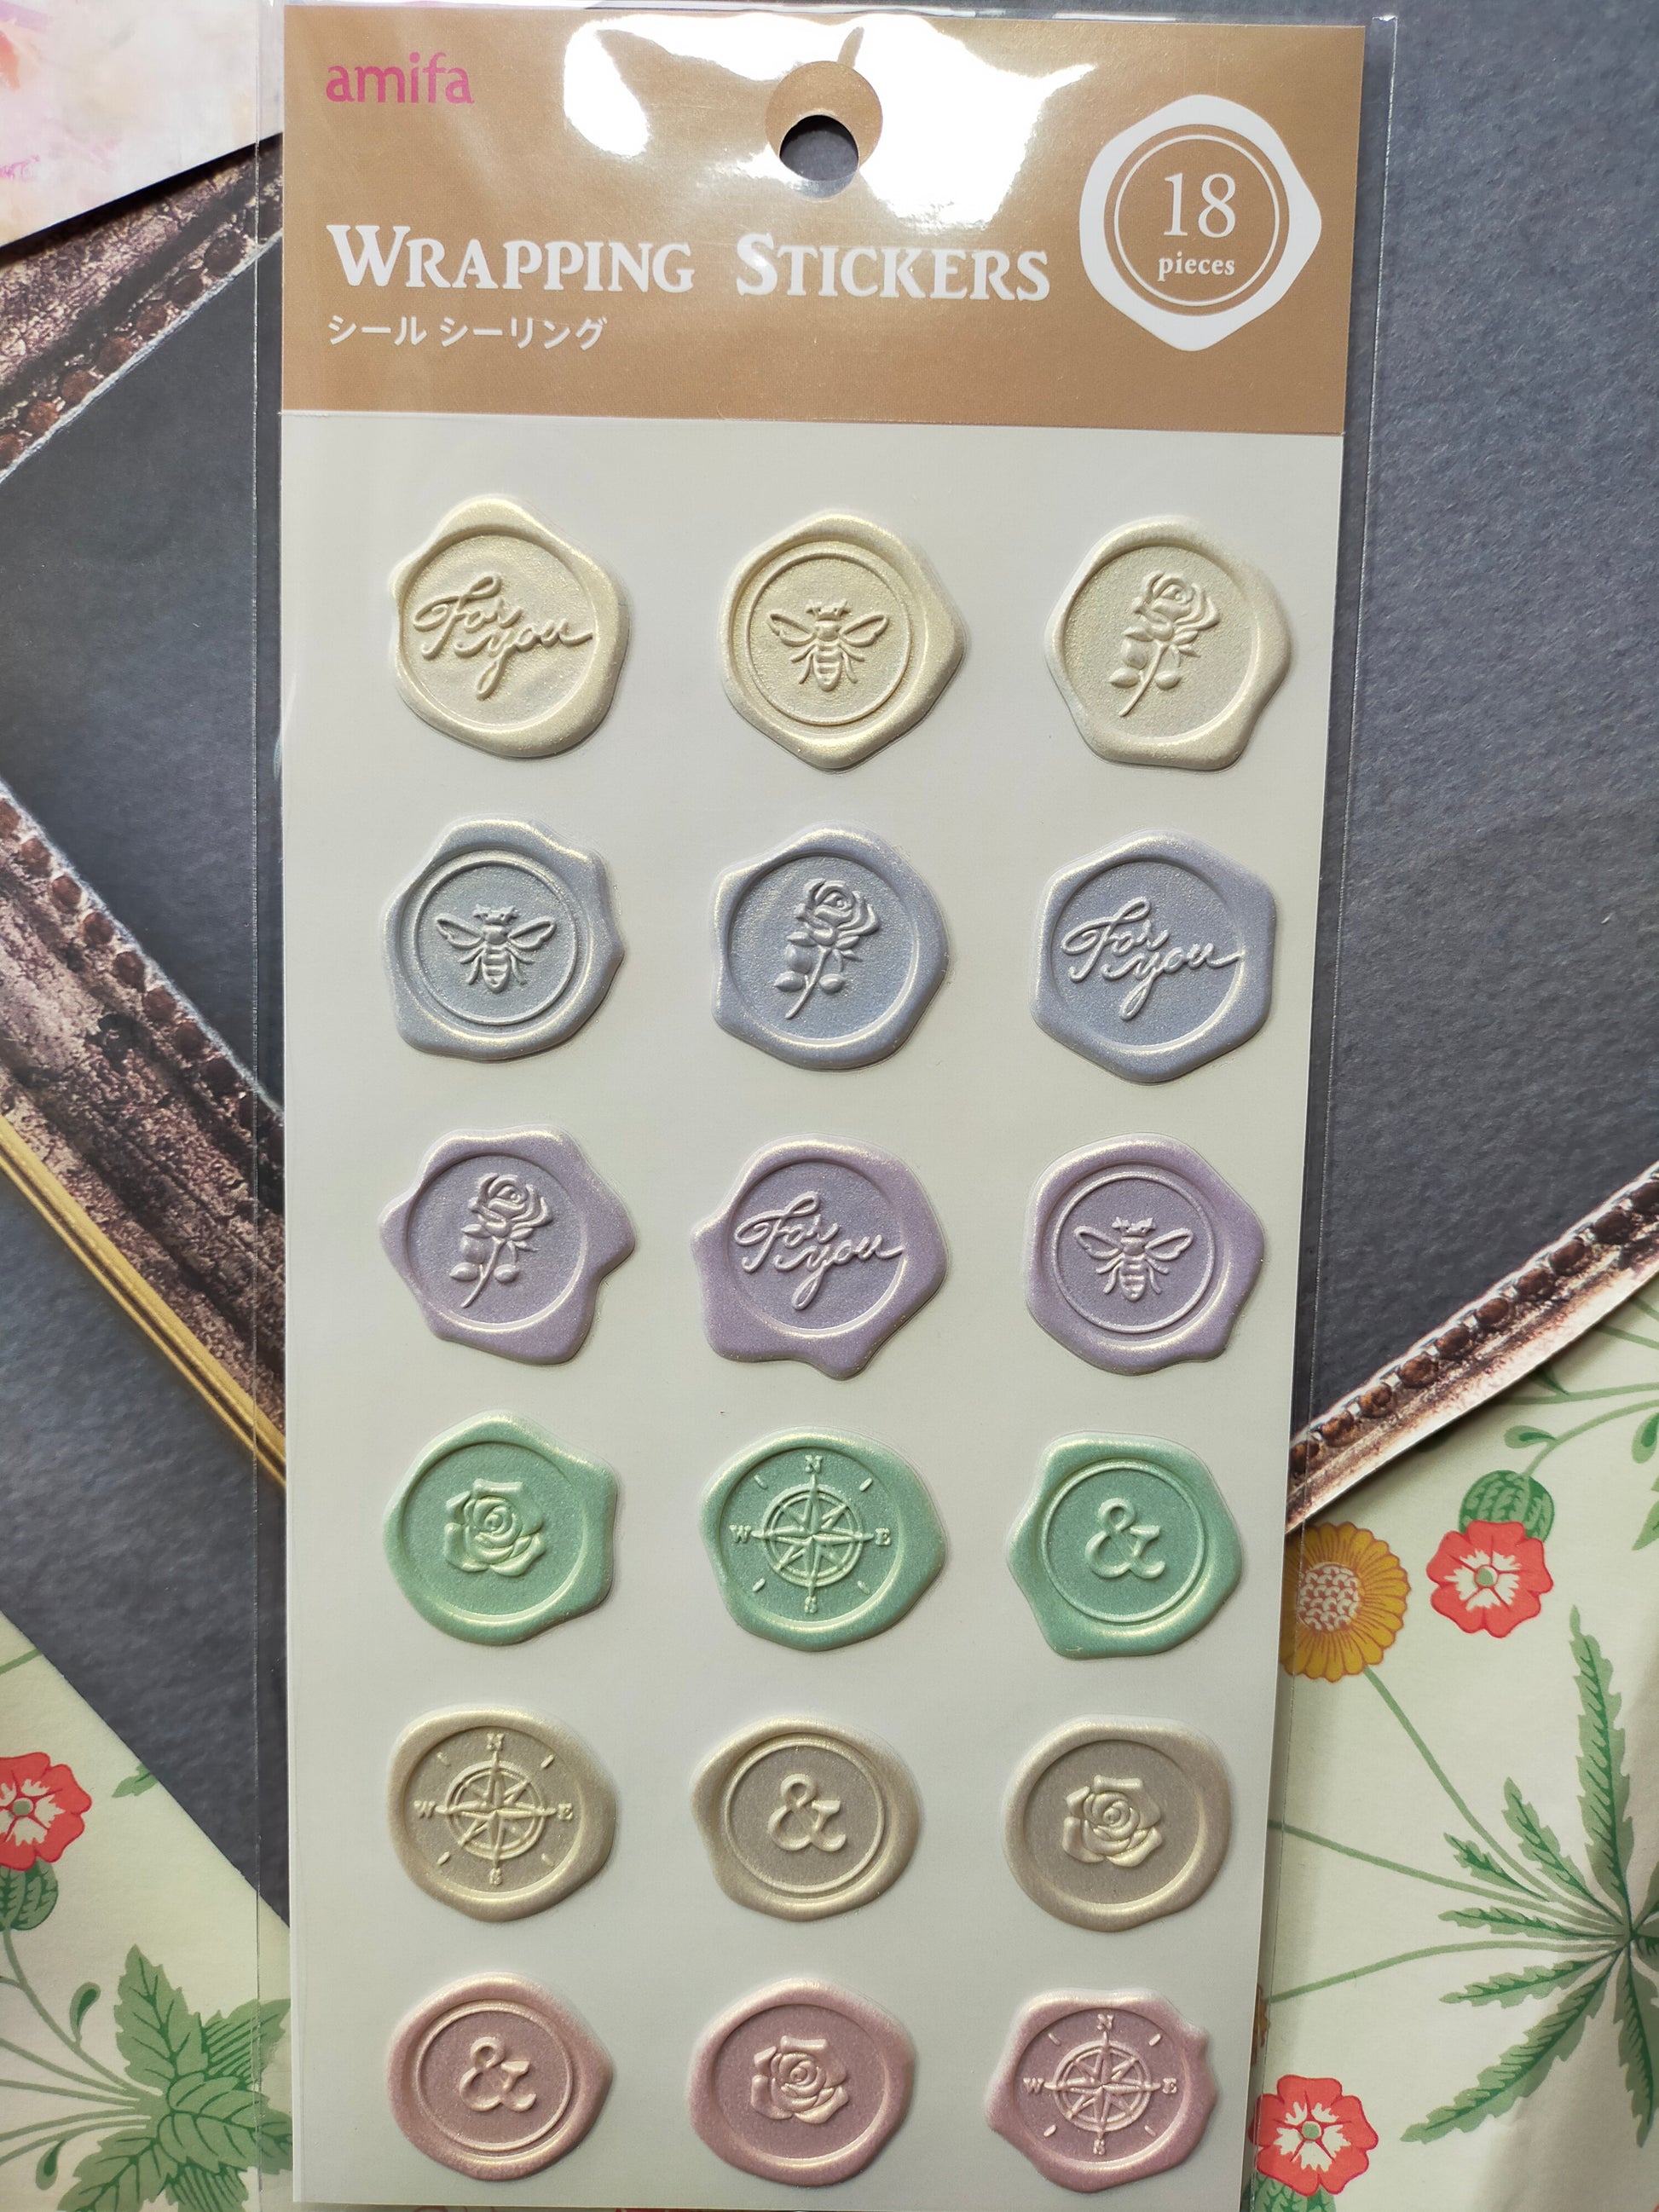 amifa
18
pieces
WRAPPING STICKERS
シール シーリング
For
you
For
you
For
you
N
W E
S
&
N
W E
S
&
&
N
W E
S